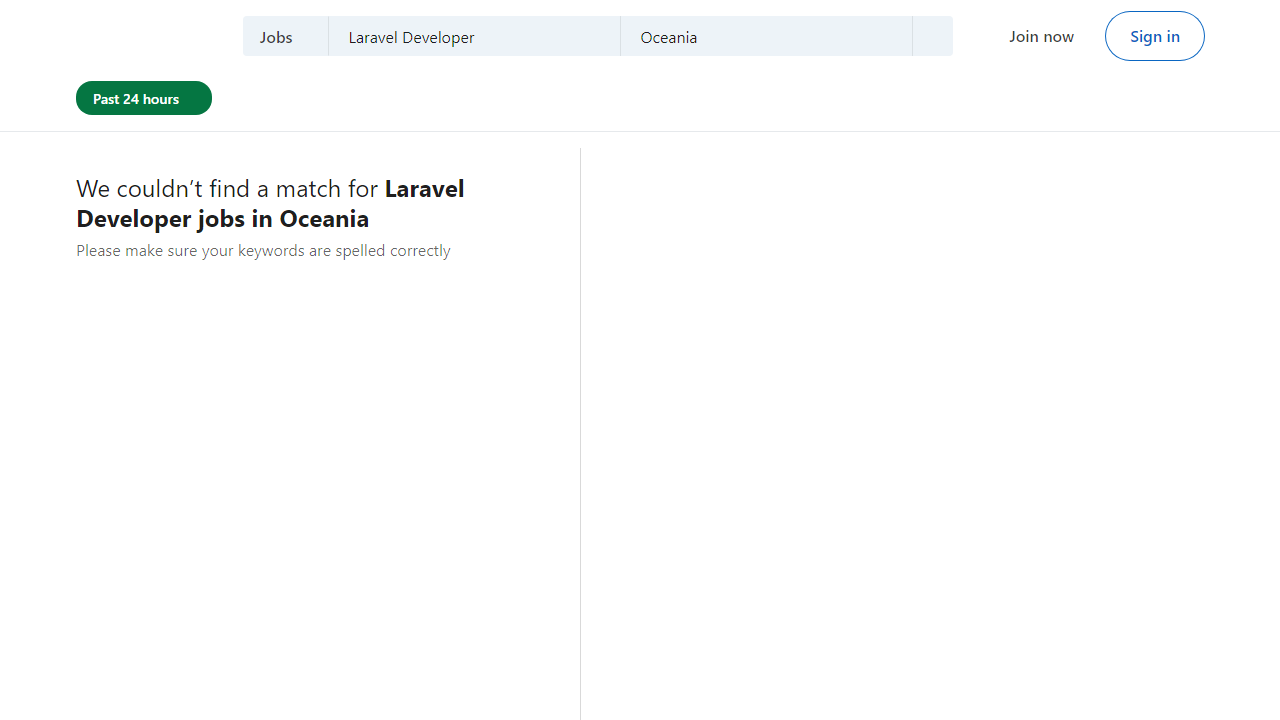 Jobs
Laravel Developer
Oceania
Join now
Sign in
Past 24 hours
We couldn’t find a match for Laravel
Developer jobs in Oceania
Please make sure your keywords are spelled correctly